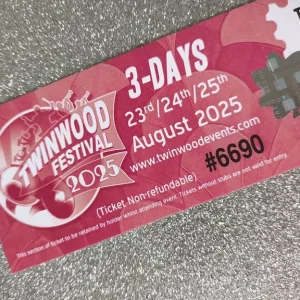 TWINWOOD
FESTIVAL
2025
3-DAYS
23rd/24th/25th
August 2025
www.twinwoodevents.com
(Ticket Non-refundable)
#6690
This section of ticket to be retained by holder whilst attending event. Tickets without stubs are not valid for entry.